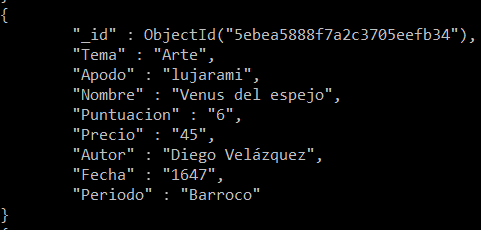 }
{
"_id" : ObjectId("5ebea5888f7a2c3705eefb34"),
"Tema" : "Arte",
"Apodo" : "lujarami",
"Nombre" : "Venus del espejo",
"Puntuacion" : "6",
"Precio" : "45",
"Autor" : "Diego Velázquez",
"Fecha" : "1647",
"Periodo" : "Barroco"
}
{